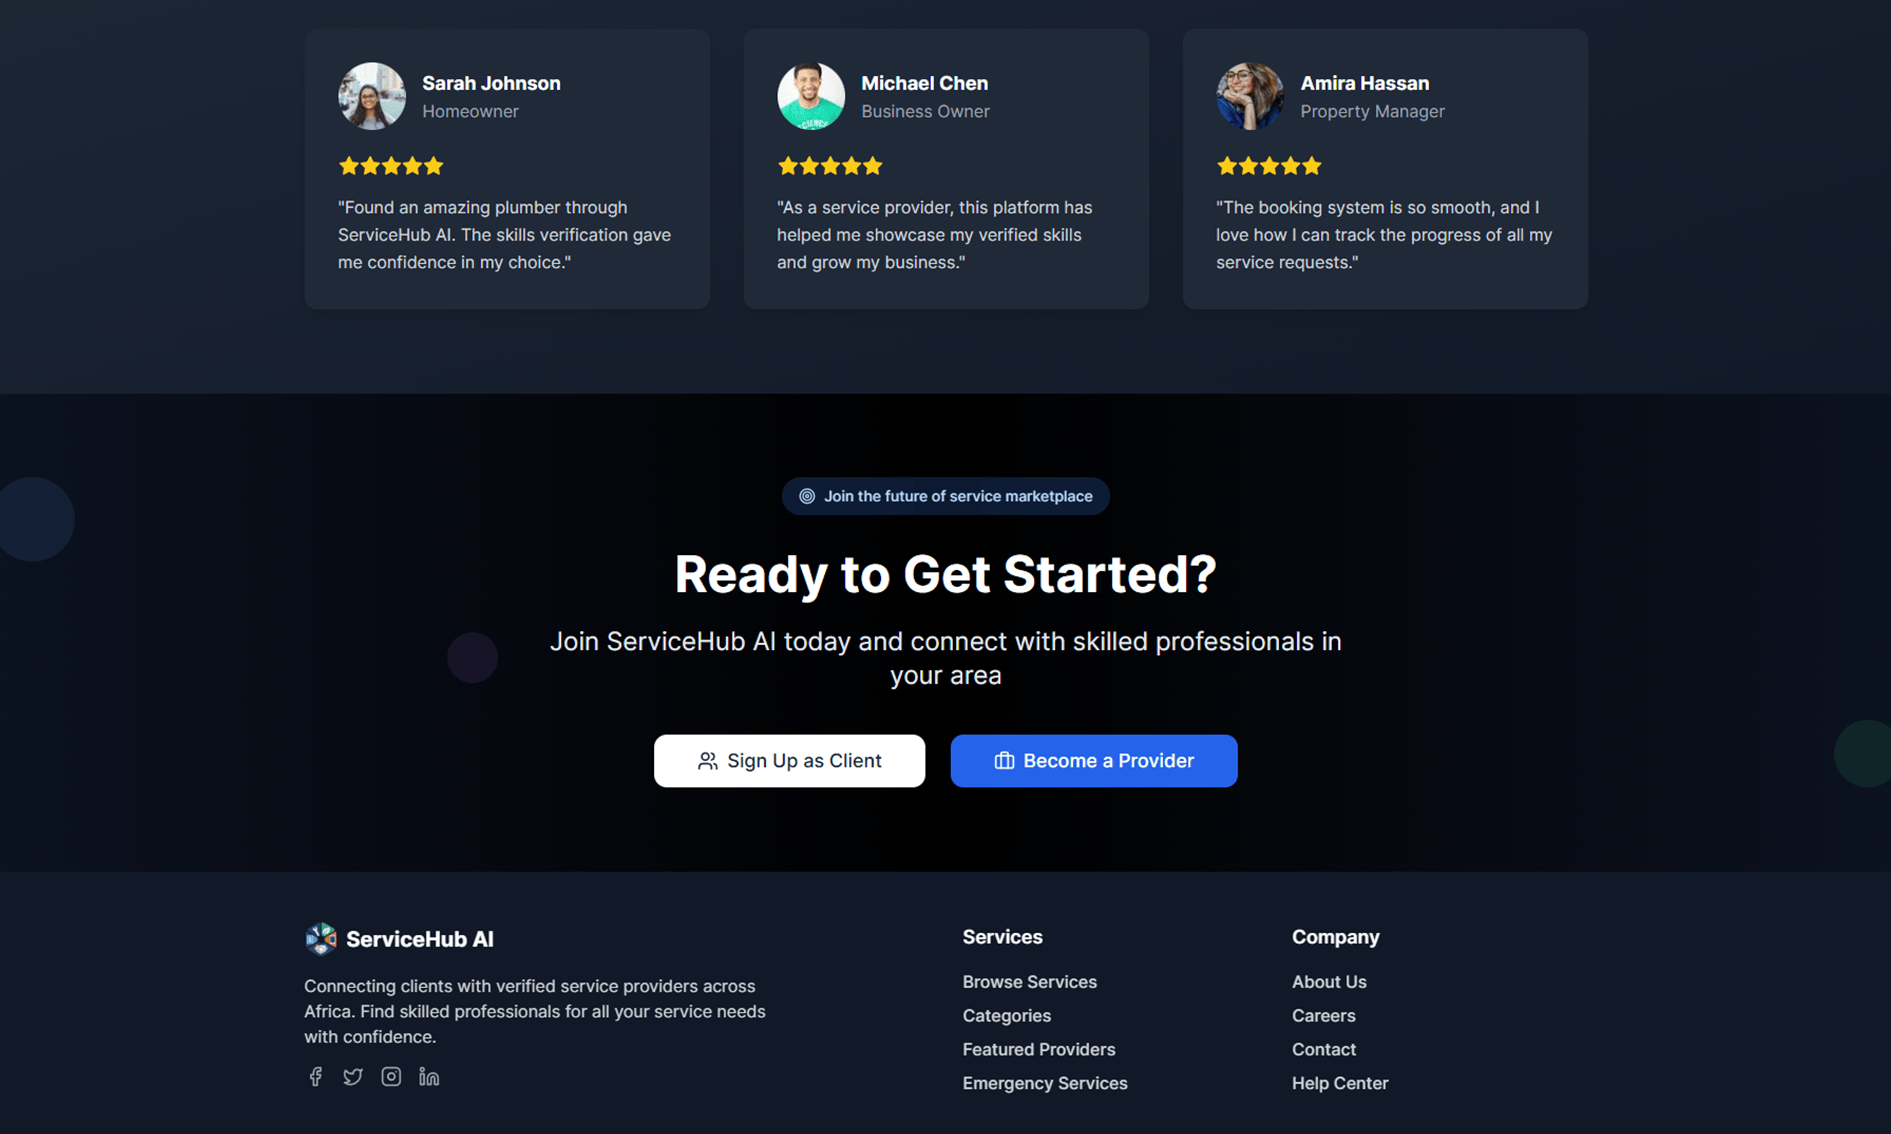 Sarah Johnson
Homeowner
"Found an amazing plumber through
ServiceHub AI. The skills verification gave
me confidence in my choice."
Michael Chen
Business Owner
"As a service provider, this platform has
helped me showcase my verified skills
and grow my business."
Amira Hassan
Property Manager
"The booking system is so smooth, and I
love how I can track the progress of all my
service requests."
Join the future of service marketplace
Ready to Get Started?
Join ServiceHub AI today and connect with skilled professionals in
your area
Sign Up as Client
Become a Provider
ServiceHub AI
Connecting clients with verified service providers across
Africa. Find skilled professionals for all your service needs
with confidence.
Services
Browse Services
Categories
Featured Providers
Emergency Services
Company
About Us
Careers
Contact
Help Center